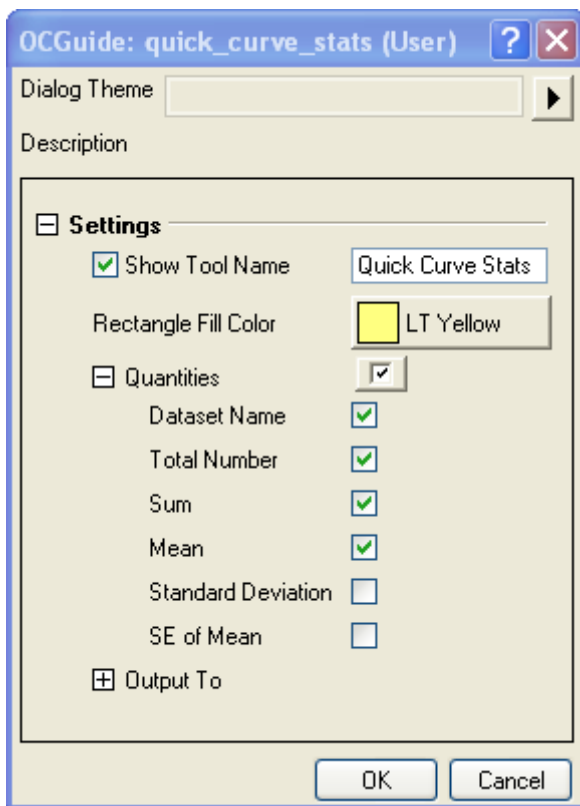 OCGuide: quick_curve_stats (User)
Dialog Theme
Description
Settings
Show Tool Name Quick Curve Stats
Rectangle Fill Color LT Yellow
Quantities
Dataset Name
Total Number
Sum
Mean
Standard Deviation
SE of Mean
Output To
OK Cancel